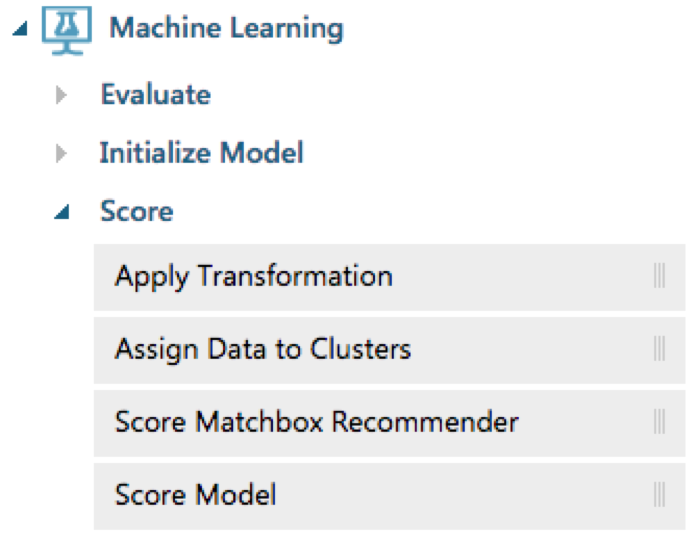 Machine Learning
Evaluate
Initialize Model
Score
Apply Transformation
Assign Data to Clusters
Score Matchbox Recommender
Score Model